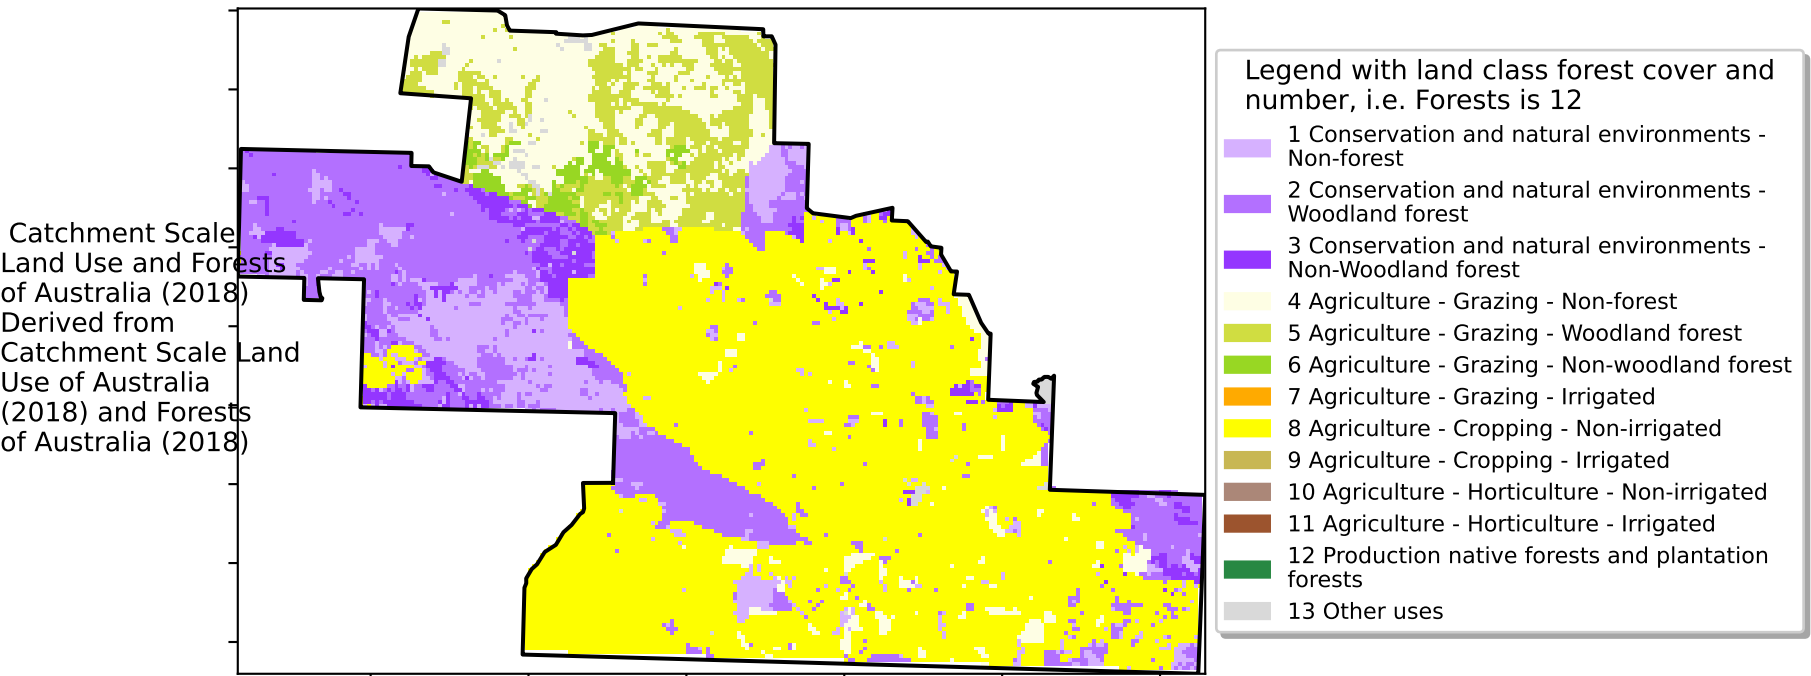 Catchment Scale
Land Use and Forests
of Australia (2018)
Derived from
Catchment Scale Land
Use of Australia
(2018) and Forests
of Australia (2018)
Legend with land class forest cover and
number, i.e. Forests is 12
1 Conservation and natural environments -
Non-forest
2 Conservation and natural environments -
Woodland forest
3 Conservation and natural environments -
Non-Woodland forest
4 Agriculture - Grazing - Non-forest
5 Agriculture - Grazing - Woodland forest
6 Agriculture - Grazing - Non-woodland forest
7 Agriculture - Grazing - Irrigated
8 Agriculture - Cropping - Non-irrigated
9 Agriculture - Cropping - Irrigated
10 Agriculture - Horticulture - Non-irrigated
11 Agriculture - Horticulture - Irrigated
12 Production native forests and plantation
forests
13 Other uses